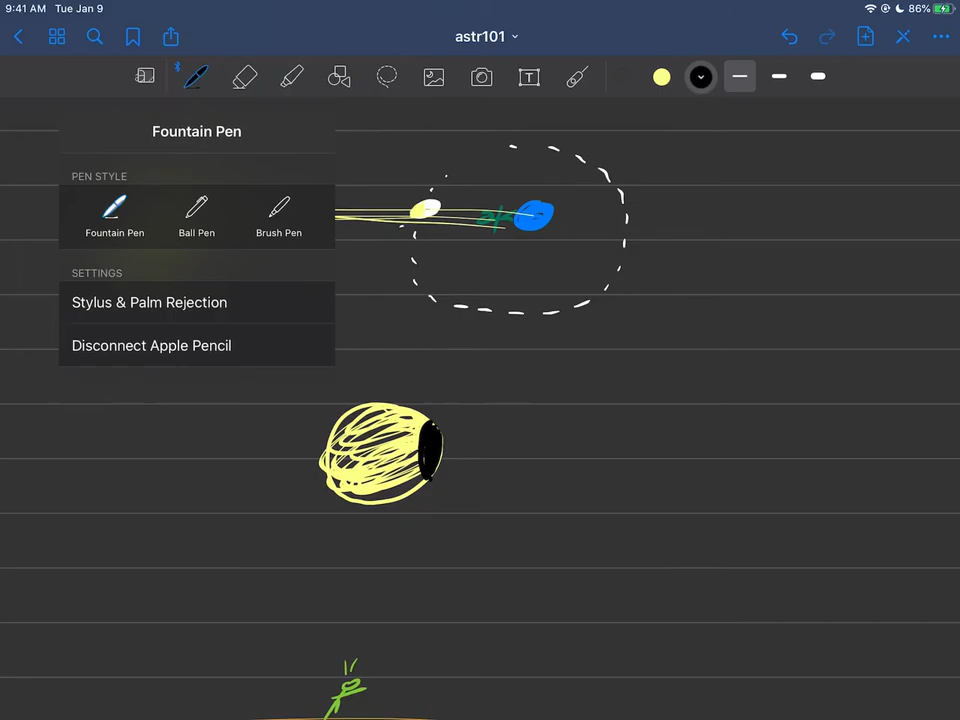 9:41 AM Tue Jan 9
86%
astr101
T
Fountain Pen
PEN STYLE
Fountain Pen Ball Pen Brush Pen
SETTINGS
Stylus & Palm Rejection
Disconnect Apple Pencil